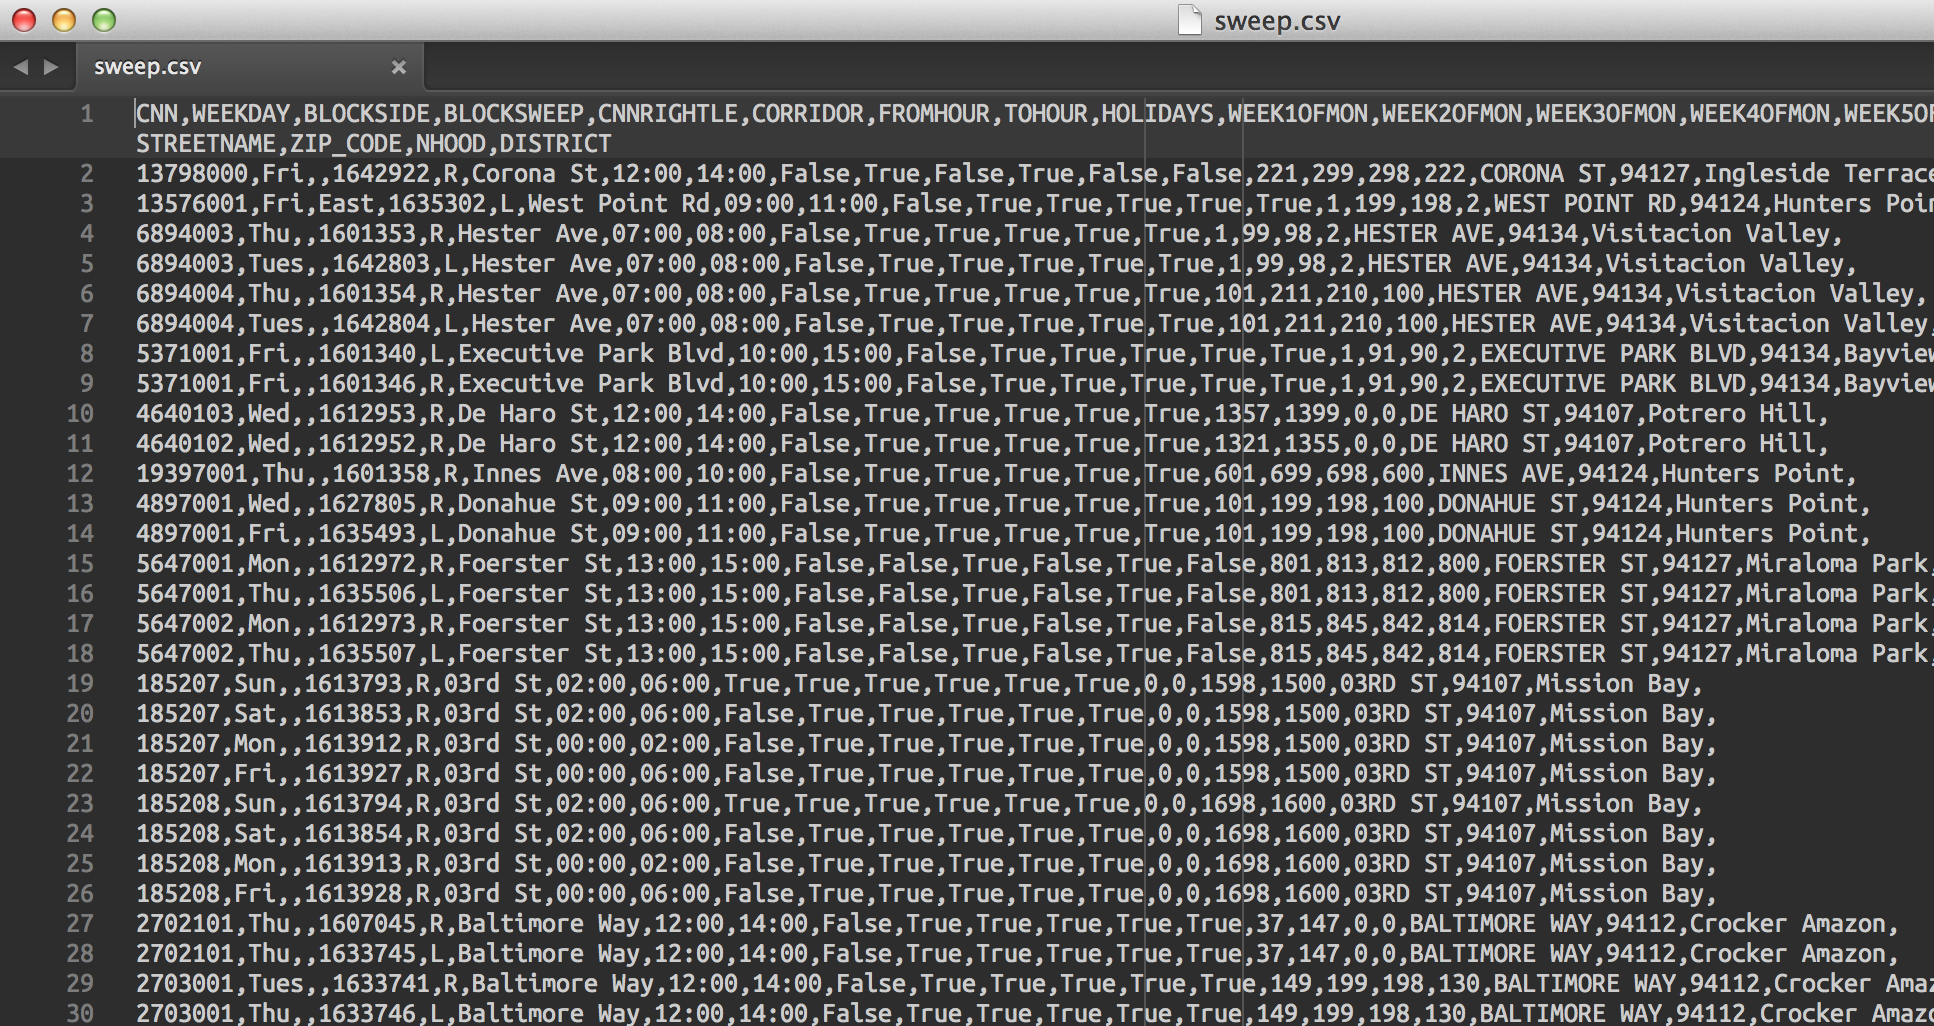 sweep.csv
sweep.csv ×
1 CNN,WEEKDAY,BLOCKSIDE,BLOCKSWEEP,CNNRIGHTLE,CORRIDOR,FROMHOUR,TOHOUR,HOLIDAYS,WEEK1OFMON,WEEK2OFMON,WEEK3OFMON,WEEK4OFMON,WEEK5OF
STREETNAME,ZIP_CODE,NHOOD,DISTRICT
2 13798000,Fri,,1642922,R,Corona St,12:00,14:00,False,True,False,True,False,False,221,299,298,222,CORONA ST,94127,Ingleside Terrace
3 13576001,Fri,East,1635302,L,West Point Rd,09:00,11:00,False,True,True,True,True,True,1,199,198,2,WEST POINT RD,94124,Hunters Poin
4 6894003,Thu,,1601353,R,Hester Ave,07:00,08:00,False,True,True,True,True,True,1,99,98,2,HESTER AVE,94134,Visitacion Valley,
5 6894003,Tues,,1642803,L,Hester Ave,07:00,08:00,False,True,True,True,True,True,1,99,98,2,HESTER AVE,94134,Visitacion Valley,
6 6894004,Thu,,1601354,R,Hester Ave,07:00,08:00,False,True,True,True,True,True,101,211,210,100,HESTER AVE,94134,Visitacion Valley,
7 6894004,Tues,,1642804,L,Hester Ave,07:00,08:00,False,True,True,True,True,True,101,211,210,100,HESTER AVE,94134,Visitacion Valley,
8 5371001,Fri,,1601340,L,Executive Park Blvd,10:00,15:00,False,True,True,True,True,True,1,91,90,2,EXECUTIVE PARK BLVD,94134,Bayview
9 5371001,Fri,,1601346,R,Executive Park Blvd,10:00,15:00,False,True,True,True,True,True,1,91,90,2,EXECUTIVE PARK BLVD,94134,Bayview
10 4640103,Wed,,1612953,R,De Haro St,12:00,14:00,False,True,True,True,True,True,1357,1399,0,0,DE HARO ST,94107,Potrero Hill,
11 4640102,Wed,,1612952,R,De Haro St,12:00,14:00,False,True,True,True,True,True,1321,1355,0,0,DE HARO ST,94107,Potrero Hill,
12 19397001,Thu,,1601358,R,Innes Ave,08:00,10:00,False,True,True,True,True,True,601,699,698,600,INNES AVE,94124,Hunters Point,
13 4897001,Wed,,1627805,R,Donahue St,09:00,11:00,False,True,True,True,True,True,101,199,198,100,DONAHUE ST,94124,Hunters Point,
14 4897001,Fri,,1635493,L,Donahue St,09:00,11:00,False,True,True,True,True,True,101,199,198,100,DONAHUE ST,94124,Hunters Point,
15 5647001,Mon,,1612972,R,Foerster St,13:00,15:00,False,False,True,False,True,False,801,813,812,800,FOERSTER ST,94127,Miraloma Park,
16 5647001,Thu,,1635506,L,Foerster St,13:00,15:00,False,False,True,False,True,False,801,813,812,800,FOERSTER ST,94127,Miraloma Park,
17 5647002,Mon,,1612973,R,Foerster St,13:00,15:00,False,False,True,False,True,False,815,845,842,814,FOERSTER ST,94127,Miraloma Park,
18 5647002,Thu,,1635507,L,Foerster St,13:00,15:00,False,False,True,False,True,False,815,845,842,814,FOERSTER ST,94127,Miraloma Park,
19 185207,Sun,,1613793,R,03rd St,02:00,06:00,True,True,True,True,True,True,0,0,1598,1500,03RD ST,94107,Mission Bay,
20 185207,Sat,,1613853,R,03rd St,02:00,06:00,False,True,True,True,True,True,0,0,1598,1500,03RD ST,94107,Mission Bay,
21 185207,Mon,,1613912,R,03rd St,00:00,02:00,False,True,True,True,True,True,0,0,1598,1500,03RD ST,94107,Mission Bay,
22 185207,Fri,,1613927,R,03rd St,00:00,06:00,False,True,True,True,True,True,0,0,1598,1500,03RD ST,94107,Mission Bay,
23 185208,Sun,,1613794,R,03rd St,02:00,06:00,True,True,True,True,True,True,0,0,1698,1600,03RD ST,94107,Mission Bay,
24 185208,Sat,,1613854,R,03rd St,02:00,06:00,False,True,True,True,True,True,0,0,1698,1600,03RD ST,94107,Mission Bay,
25 185208,Mon,,1613913,R,03rd St,00:00,02:00,False,True,True,True,True,True,0,0,1698,1600,03RD ST,94107,Mission Bay,
26 185208,Fri,,1613928,R,03rd St,00:00,06:00,False,True,True,True,True,True,0,0,1698,1600,03RD ST,94107,Mission Bay,
27 2702101,Thu,,1607045,R,Baltimore Way,12:00,14:00,False,True,True,True,True,True,37,147,0,0,BALTIMORE WAY,94112,Crocker Amazon,
28 2702101,Thu,,1633745,L,Baltimore Way,12:00,14:00,False,True,True,True,True,True,37,147,0,0,BALTIMORE WAY,94112,Crocker Amazon,
29 2703001,Tues,,1633741,R,Baltimore Way,12:00,14:00,False,True,True,True,True,True,149,199,198,130,BALTIMORE WAY,94112,Crocker Amaz
30 2703001,Thu,,1633746,L,Baltimore Way,12:00,14:00,False,True,True,True,True,True,149,199,198,130,BALTIMORE WAY,94112,Crocker Amazo